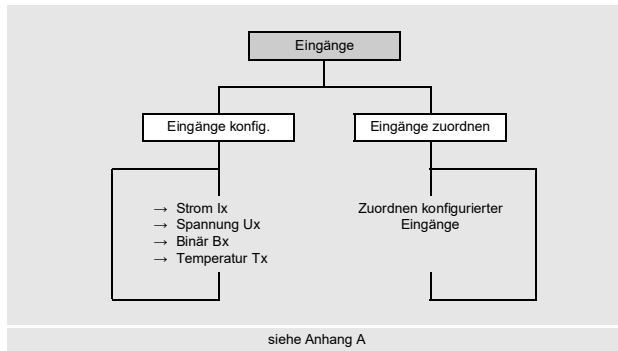 Eingänge
Eingänge konfig.
Eingänge zuordnen
→ Strom Ix
→ Spannung Ux
→ Binär Bx
→ Temperatur Tx
Zuordnen konfigurierter
Eingänge
siehe Anhang A